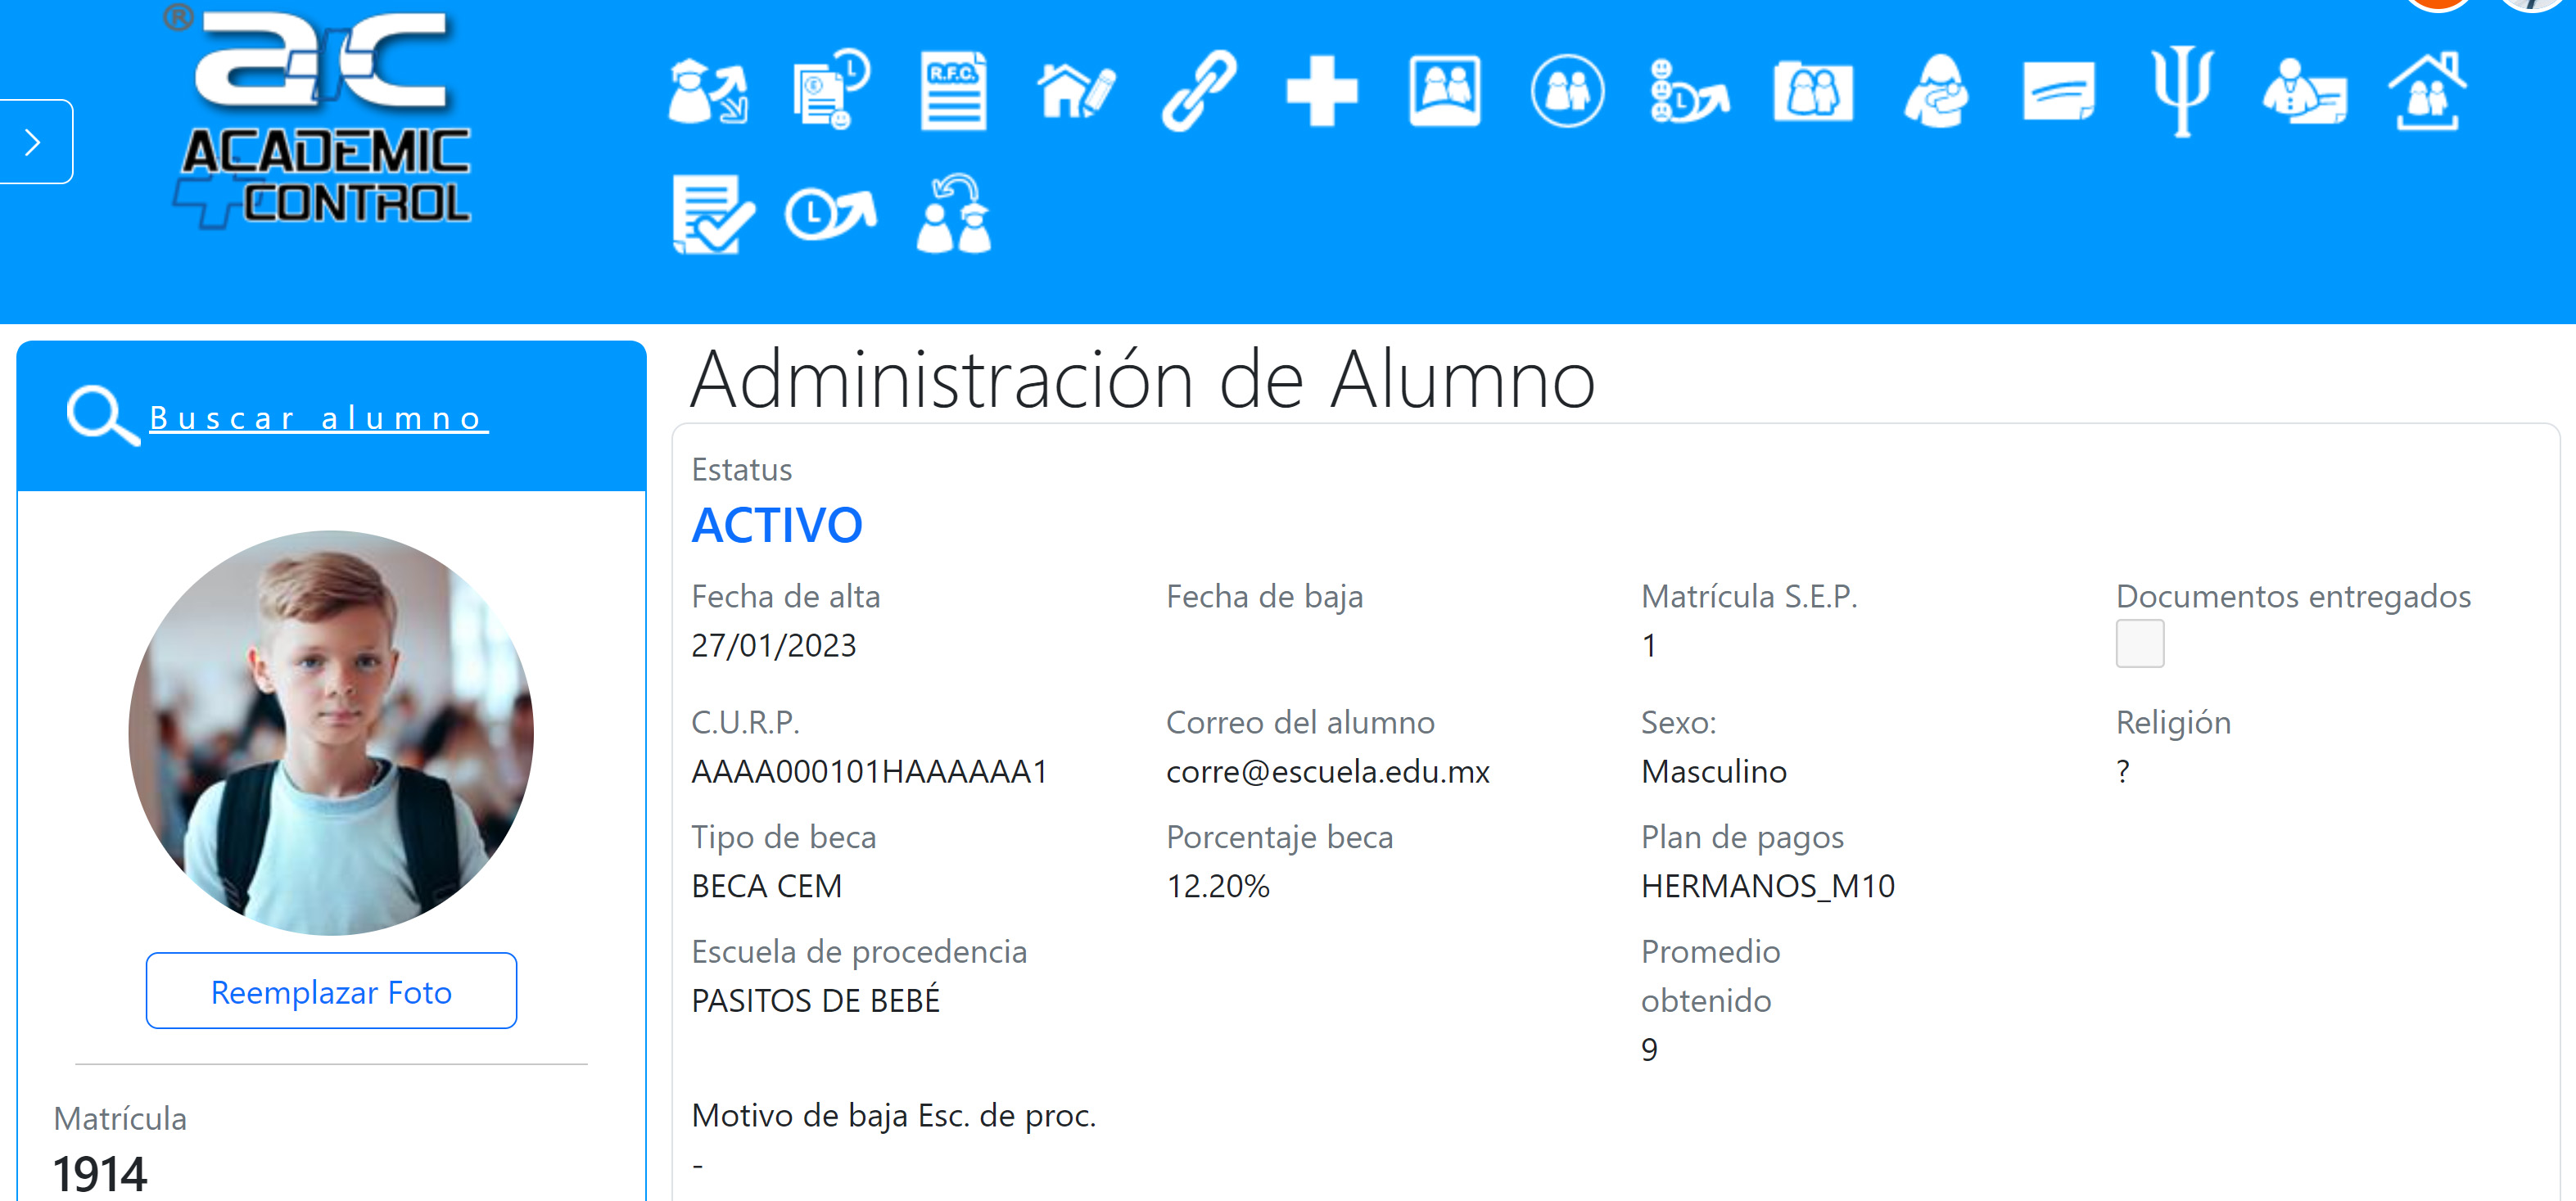 ®
ac
ACADEMIC
CONTROL
R.F.C.
Buscar alumno
Reemplazar Foto
Matrícula
1914
Administración de Alumno
Estatus
ACTIVO
Fecha de alta
27/01/2023
Fecha de baja
Matrícula S.E.P.
1
Documentos entregados
C.U.R.P.
AAAA000101HAAAAAA1
Correo del alumno
corre@escuela.edu.mx
Sexo:
Masculino
Religión
?
Tipo de beca
BECA CEM
Porcentaje beca
12.20%
Plan de pagos
HERMANOS_M10
Escuela de procedencia
PASITOS DE BEBÉ
Promedio
obtenido
9
Motivo de baja Esc. de proc.
-